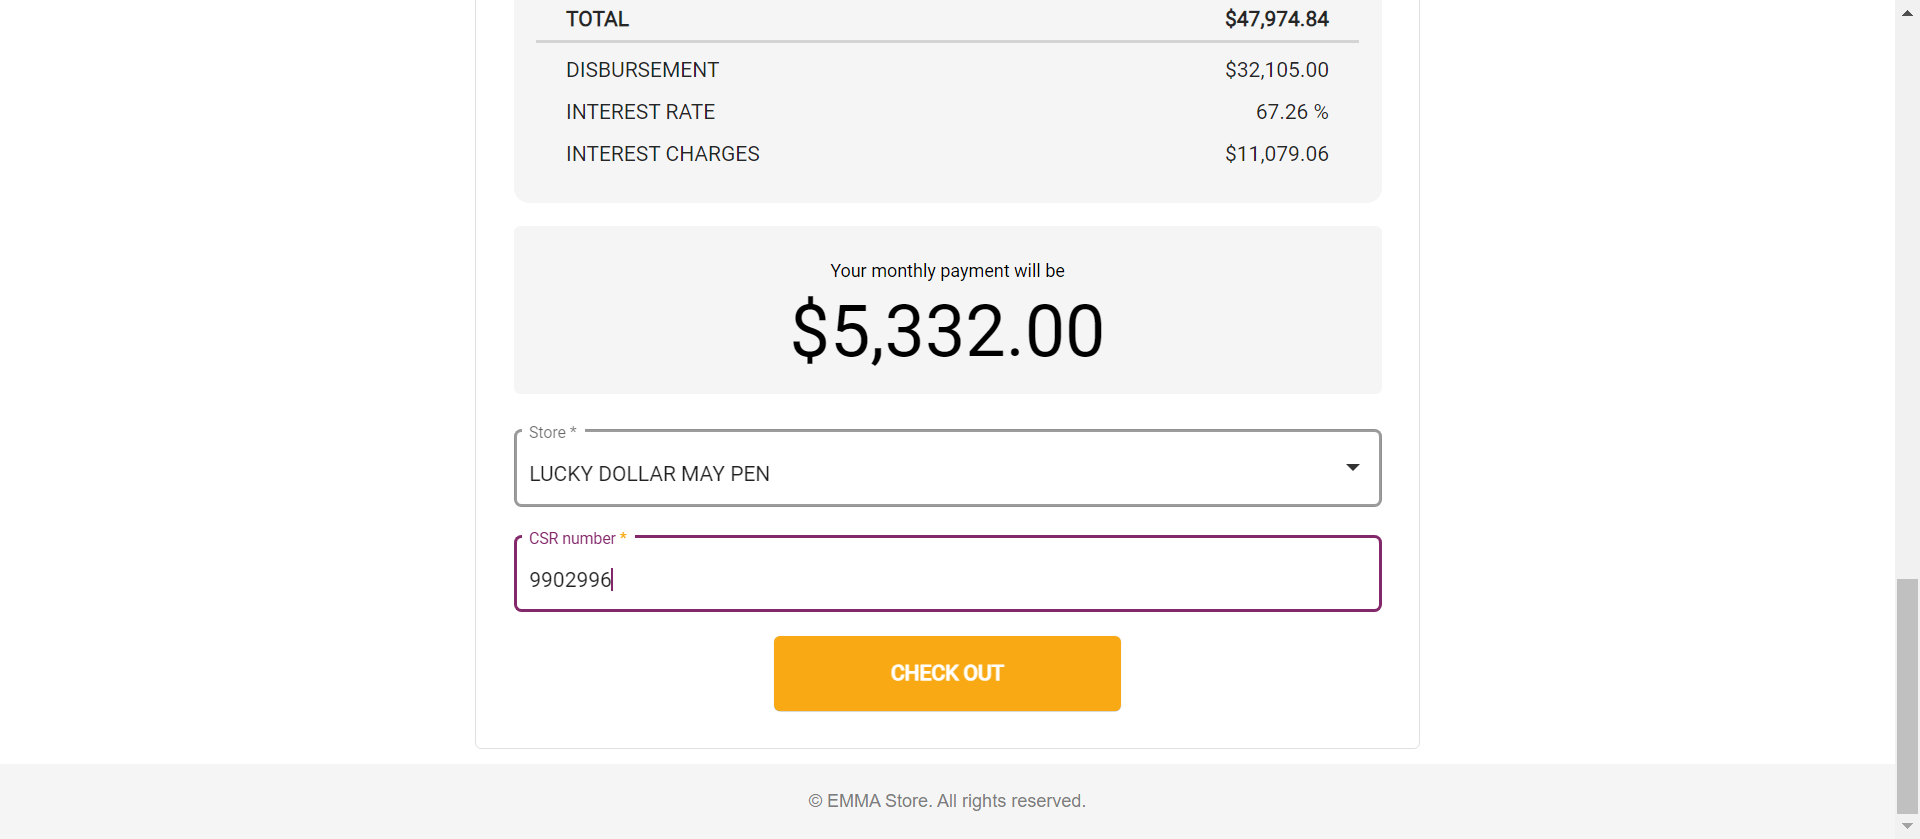 TOTAL $47,974.84
DISBURSEMENT $32,105.00
INTEREST RATE 67.26 %
INTEREST CHARGES $11,079.06
Your monthly payment will be
$5,332.00
Store *
LUCKY DOLLAR MAY PEN
CSR number *
9902996
CHECK OUT
© EMMA Store. All rights reserved.